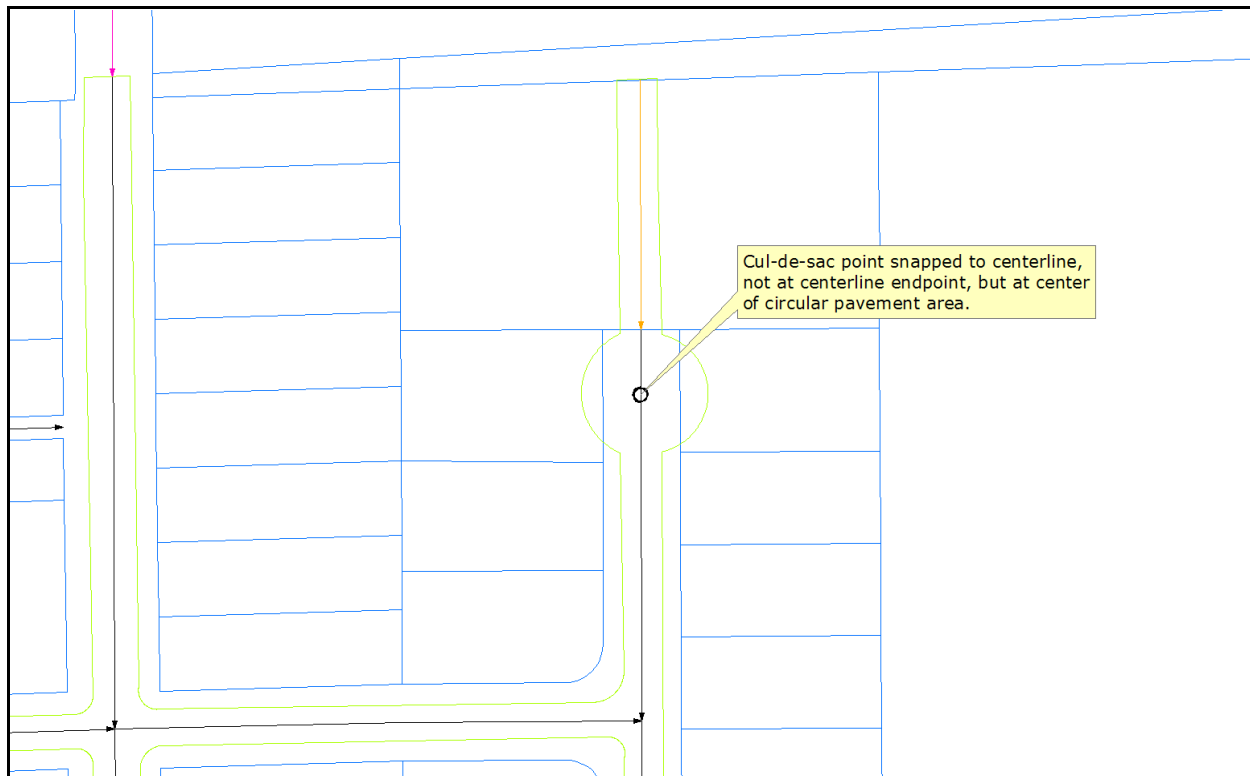 Cul-de-sac point snapped to centerline,
not at centerline endpoint, but at center
of circular pavement area.